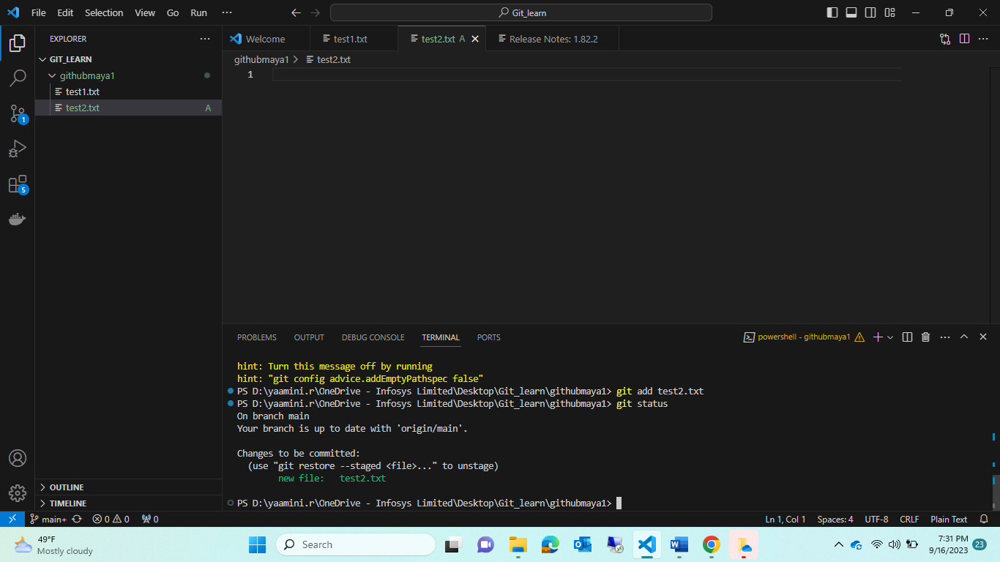 File Edit Selection View Go Run ··· Git_learn
EXPLORER ···
GIT_LEARN
githubmaya1
test1.txt
test2.txt A
1
5
OUTLINE
TIMELINE
Welcome test1.txt test2.txt A Release Notes: 1.82.2
githubmaya1 > test2.txt
1
PROBLEMS OUTPUT DEBUG CONSOLE TERMINAL PORTS powershell - githubmaya1
hint: Turn this message off by running
hint: "git config advice.addEmptyPathspec false"
PS D:\yaamini.r\OneDrive - Infosys Limited\Desktop\Git_learn\githubmaya1> git add test2.txt
PS D:\yaamini.r\OneDrive - Infosys Limited\Desktop\Git_learn\githubmaya1> git status
On branch main
Your branch is up to date with 'origin/main'.
Changes to be committed:
(use "git restore --staged <file>..." to unstage)
new file: test2.txt
PS D:\yaamini.r\OneDrive - Infosys Limited\Desktop\Git_learn\githubmaya1>
main+ 0 0 0 Ln 1, Col 1 Spaces: 4 UTF-8 CRLF Plain Text
49°F
Mostly cloudy
Search
7:31 PM
9/16/2023
23